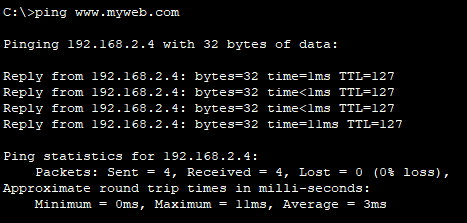 C:\>ping www.myweb.com
Pinging 192.168.2.4 with 32 bytes of data:
Reply from 192.168.2.4: bytes=32 time=1ms TTL=127
Reply from 192.168.2.4: bytes=32 time<1ms TTL=127
Reply from 192.168.2.4: bytes=32 time<1ms TTL=127
Reply from 192.168.2.4: bytes=32 time=11ms TTL=127
Ping statistics for 192.168.2.4:
Packets: Sent = 4, Received = 4, Lost = 0 (0% loss),
Approximate round trip times in milli-seconds:
Minimum = 0ms, Maximum = 11ms, Average = 3ms